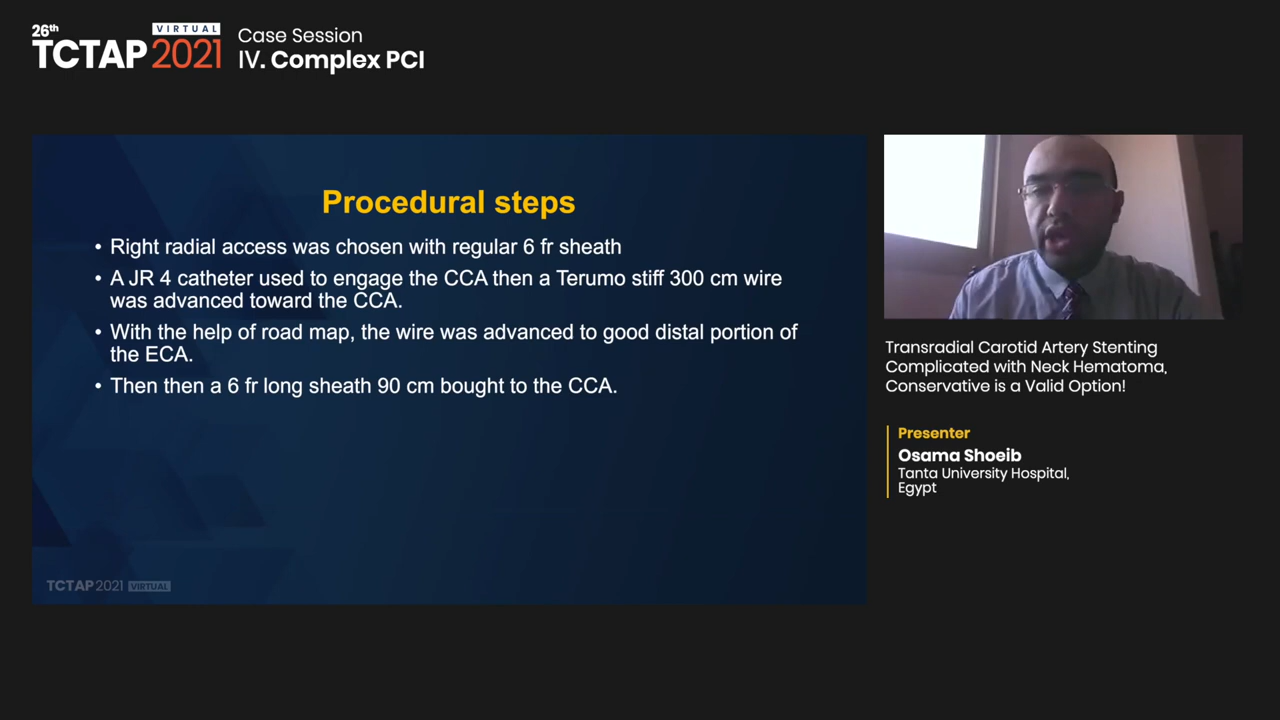 26th
TCTAP
VIRTUAL
2021
Case Session
IV. Complex PCI
Procedural steps
• Right radial access was chosen with regular 6 fr sheath
• A JR 4 catheter used to engage the CCA then a Terumo stiff 300 cm wire
was advanced toward the CCA.
• With the help of road map, the wire was advanced to good distal portion of
the ECA.
• Then then a 6 fr long sheath 90 cm bought to the CCA.
TCTAP 2021 VIRTUAL
Transradial Carotid Artery Stenting
Complicated with Neck Hematoma,
Conservative is a Valid Option!
Presenter
Osama Shoeib
Tanta University Hospital,
Egypt